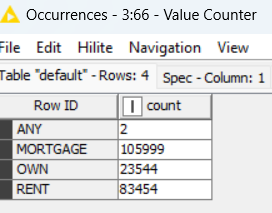 Occurrences - 3:66 - Value Counter
File Edit Hilite Navigation View
Table "default" - Rows: 4 Spec - Column: 1
Row ID I count
ANY 2
MORTGAGE 105999
OWN 23544
RENT 83454